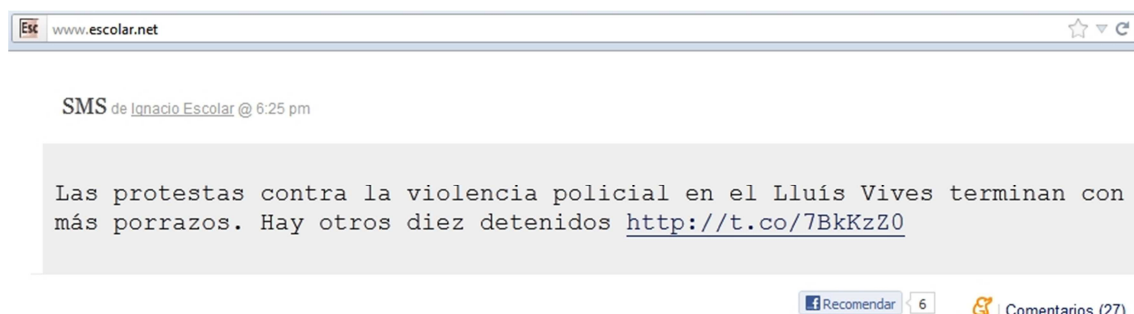 Esc www.escolar.net
SMS de Ignacio Escolar @ 6:25 pm
Las protestas contra la violencia policial en el Lluís Vives terminan con
más porrazos. Hay otros diez detenidos http://t.co/7BkKzZ0
Recomendar 6 Comentarios (27)